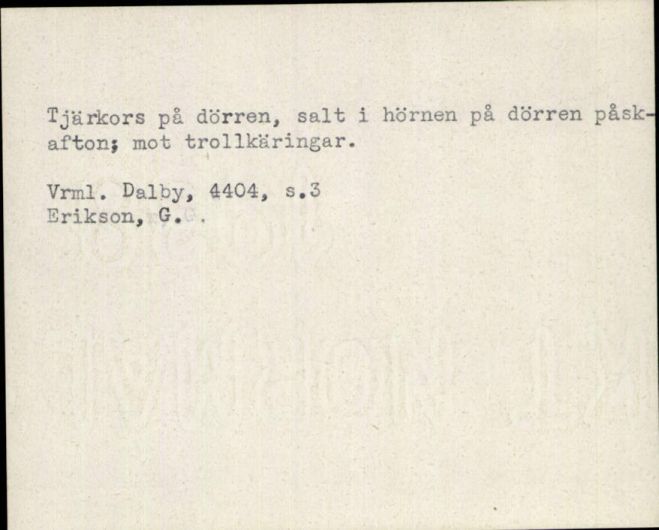 Tjärkors på dörren, salt i hörnen på dörren påsk-
afton; mot trollkäringar.
Vrml. Dalby, 4404, s.3
Erikson, G. .